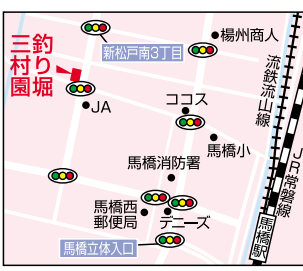 釣り堀
三村園
新松戸南3丁目
揚州商人
流鉄流山線
JA
ココス
馬橋小
JR常磐線
馬橋消防署
馬橋西
郵便局
デニーズ
馬橋駅
馬橋立体入口